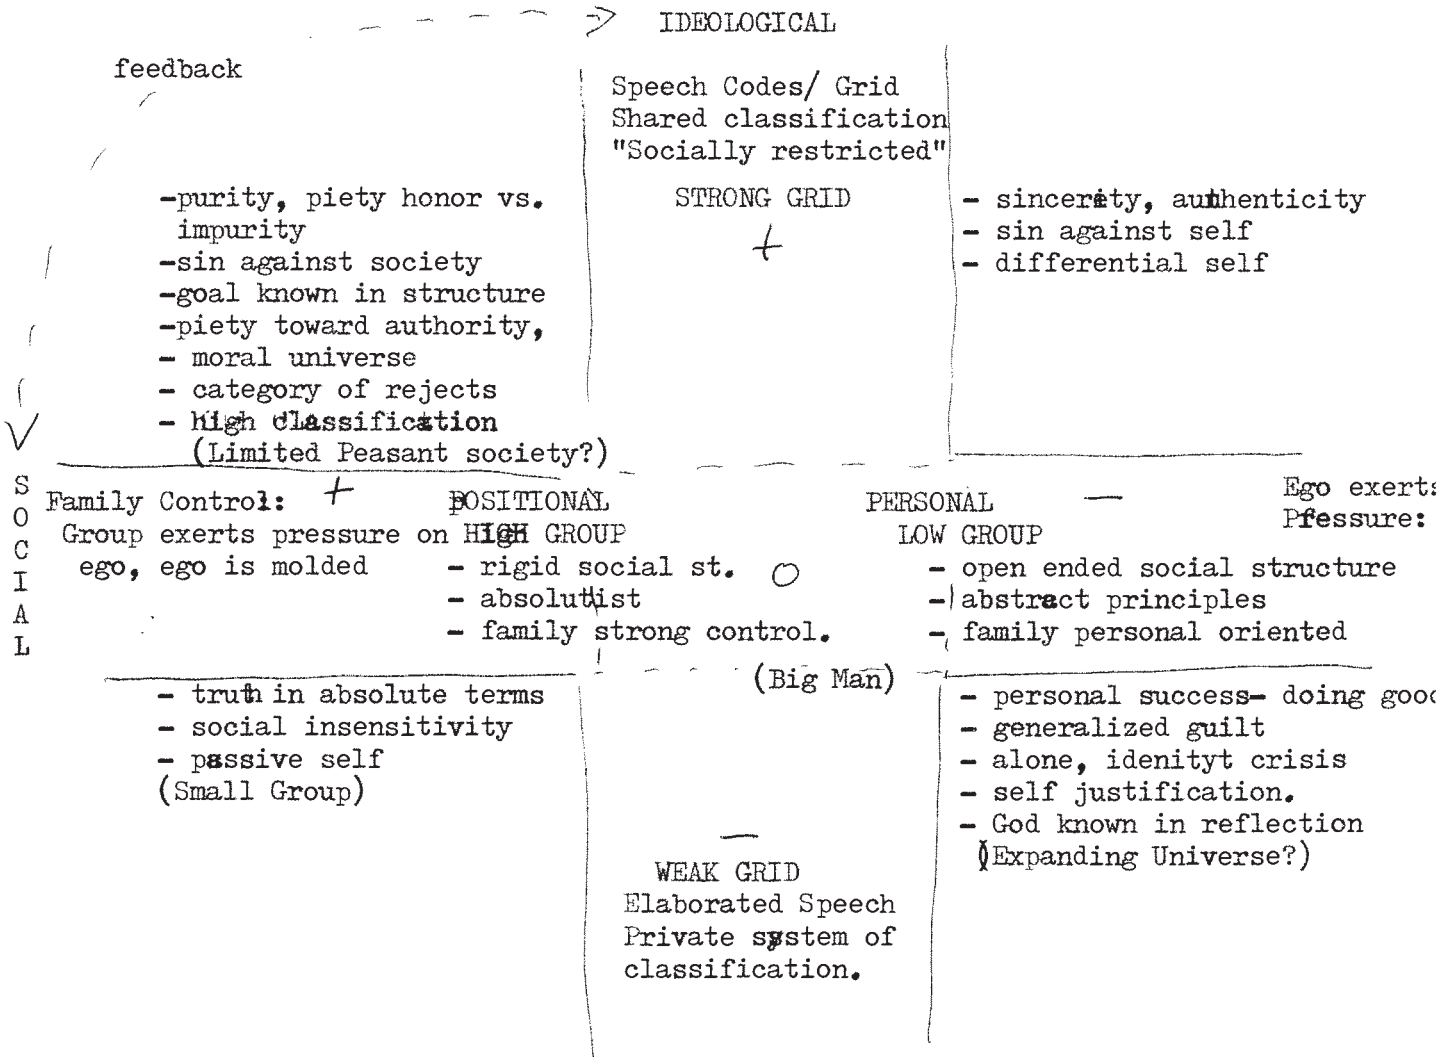 IDEOLOGICAL
feedback
Speech Codes/ Grid
Shared classification
"Socially restricted"
STRONG GRID
+
-purity, piety honor vs.
impurity
-sin against society
-goal known in structure
-piety toward authority,
- moral universe
- category of rejects
- high classification
(Limited Peasant society?)
- sincerity, authenticity
- sin against self
- differential self
SOCIAL
Family Control: +
Group exerts pressure on
ego, ego is molded
POSITIONAL
HIGH GROUP
- rigid social st. O
- absolutist
- family strong control.
PERSONAL —
LOW GROUP
- open ended social structure
- abstract principles
- family personal oriented
Ego exerts
Pressure:
- truth in absolute terms
- social insensitivity
- passive self
(Small Group)
(Big Man)
—
WEAK GRID
Elaborated Speech
Private system of
classification.
- personal success- doing good
- generalized guilt
- alone, idenityt crisis
- self justification.
- God known in reflection
(Expanding Universe?)